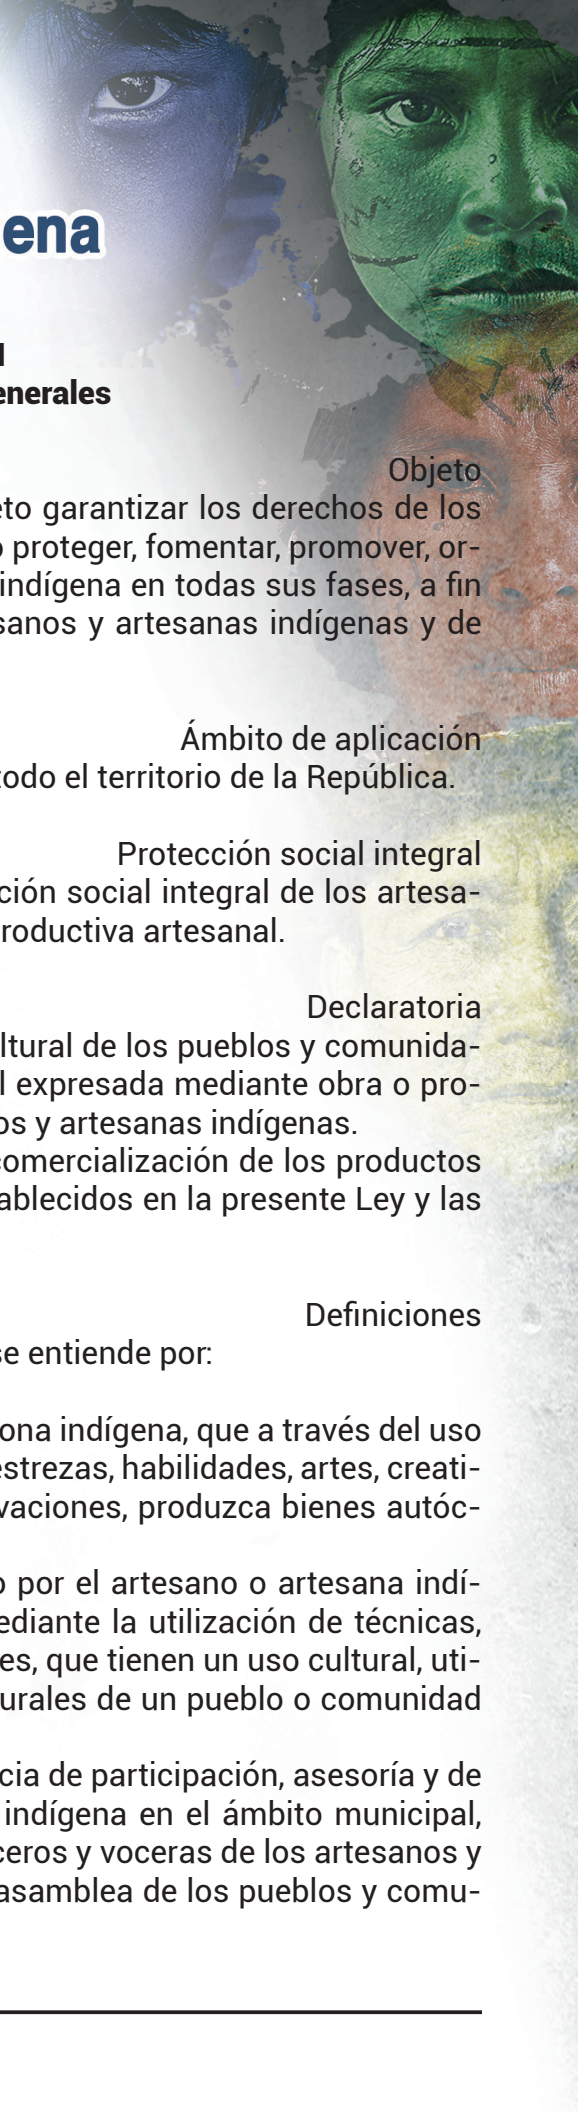 ena
I
enerales
Objeto
eto garantizar los derechos de los
o proteger, fomentar, promover, or-
indígena en todas sus fases, a fin
sanos y artesanas indígenas y de
Ámbito de aplicación
todo el territorio de la República.
Protección social integral
ción social integral de los artesa-
roductiva artesanal.
Declaratoria
ltural de los pueblos y comunida-
l expresada mediante obra o pro-
os y artesanas indígenas.
comercialización de los productos
ablecidos en la presente Ley y las
Definiciones
se entiende por:
ona indígena, que a través del uso
estrezas, habilidades, artes, creati-
vaciones, produzca bienes autóc-
o por el artesano o artesana indí-
ediante la utilización de técnicas,
es, que tienen un uso cultural, uti-
urales de un pueblo o comunidad
cia de participación, asesoría y de
indígena en el ámbito municipal,
ceros y voceras de los artesanos y
asamblea de los pueblos y comu-